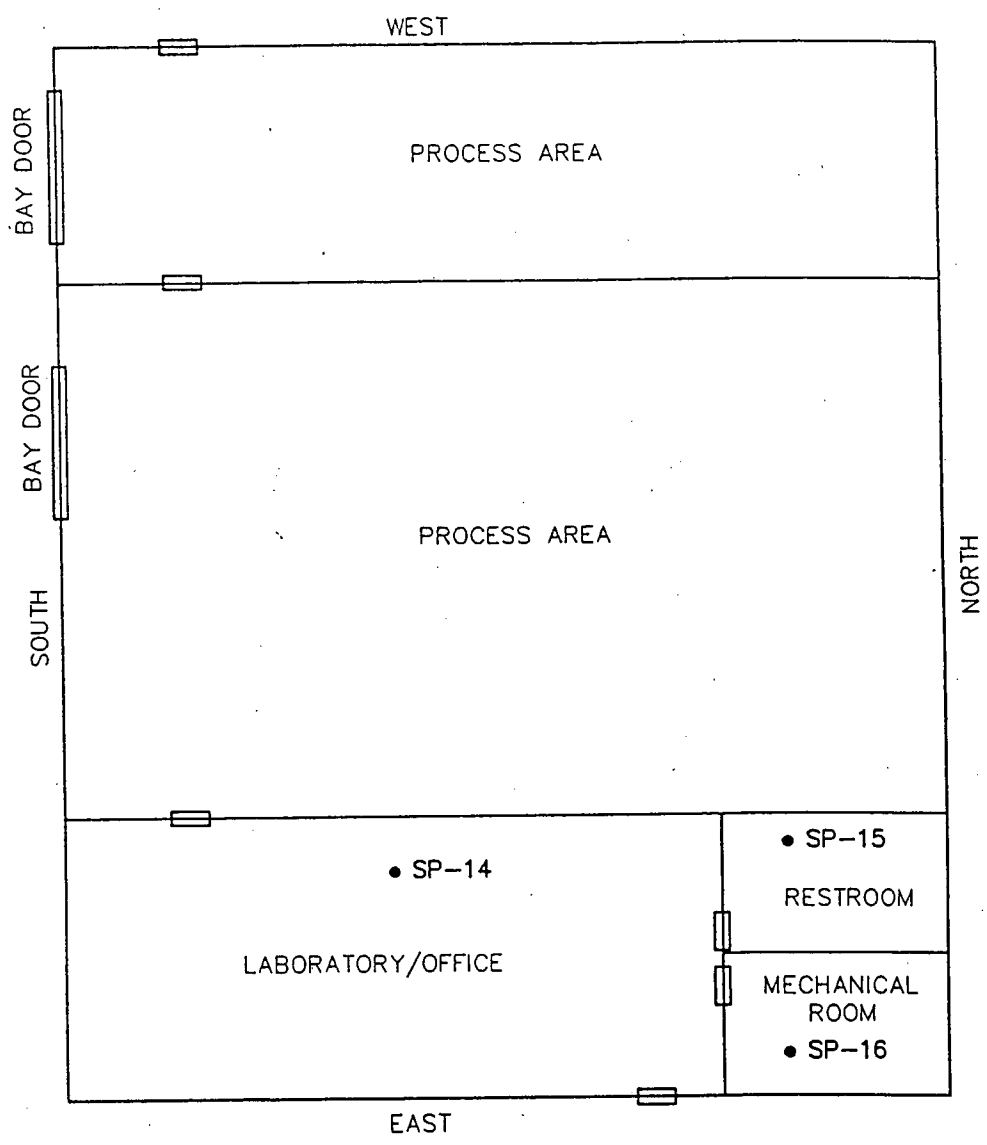 WEST
BAY DOOR
PROCESS AREA
BAY DOOR
PROCESS AREA
SOUTH
NORTH
SP-14
SP-15
RESTROOM
LABORATORY/OFFICE
MECHANICAL
ROOM
SP-16
EAST